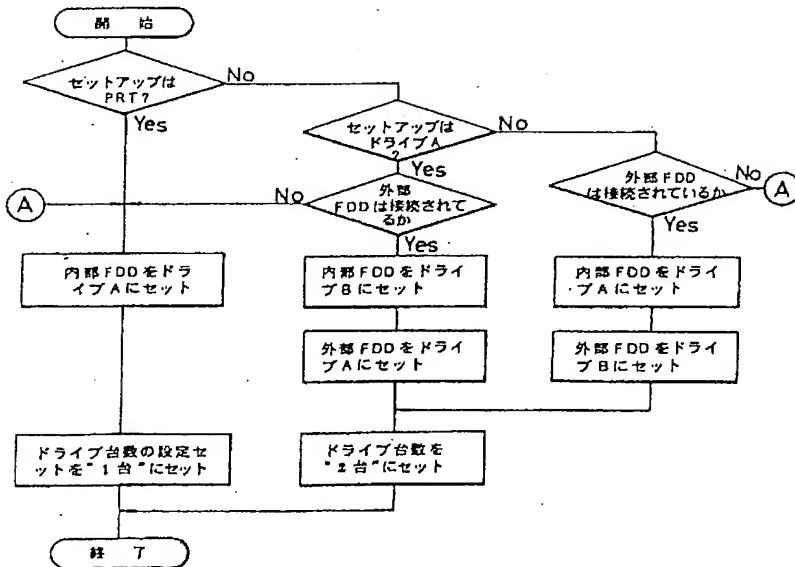 開始
セットアップは
PRT?
No
Yes
セットアップは
ドライブA
?
No
Yes
外部FDD
は接続されているか
No
A
Yes
A
No
外部
FDDは接続されて
るか
Yes
内部FDDをドラ
イブAにセット
内部FDDをドライ
ブBにセット
内部FDDをドライ
ブAにセット
外部FDDをドライ
ブAにセット
外部FDDをドライ
ブBにセット
ドライブ台数の設定セ
ットを"1台"にセット
ドライブ台数を
"2台"にセット
終了